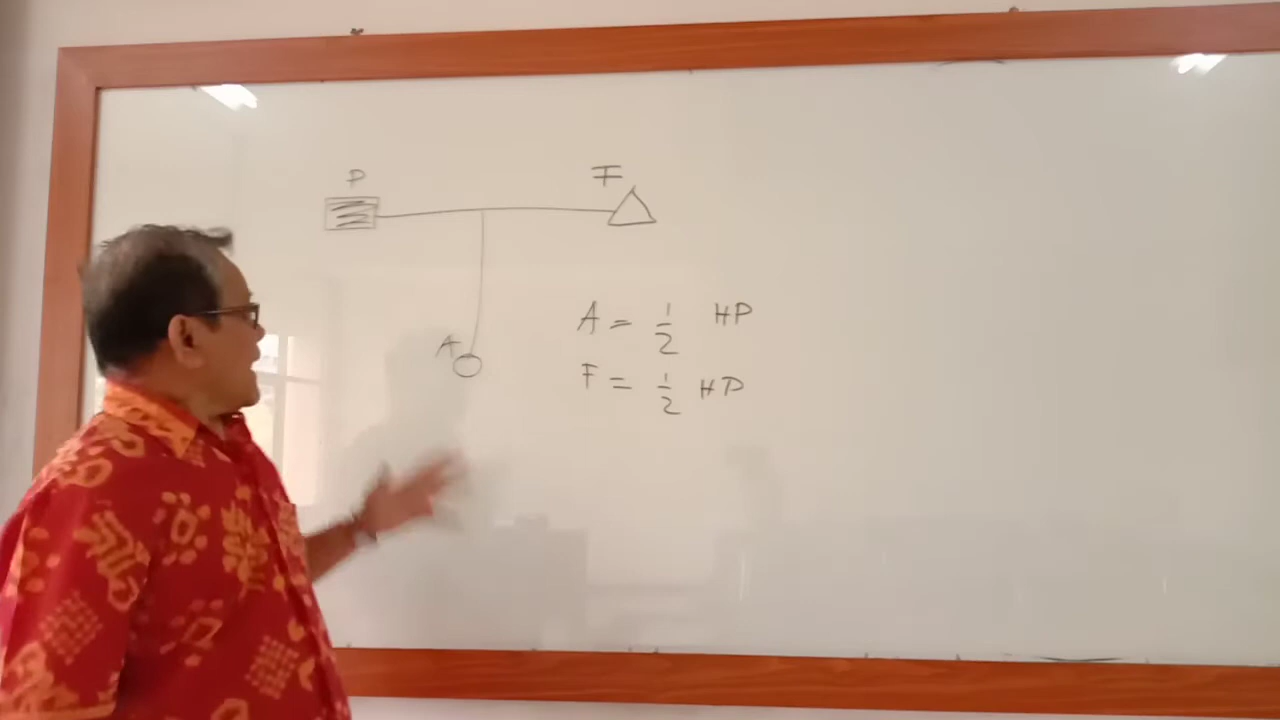 P
F
A
A = 1/2 HP
F = 1/2 HP